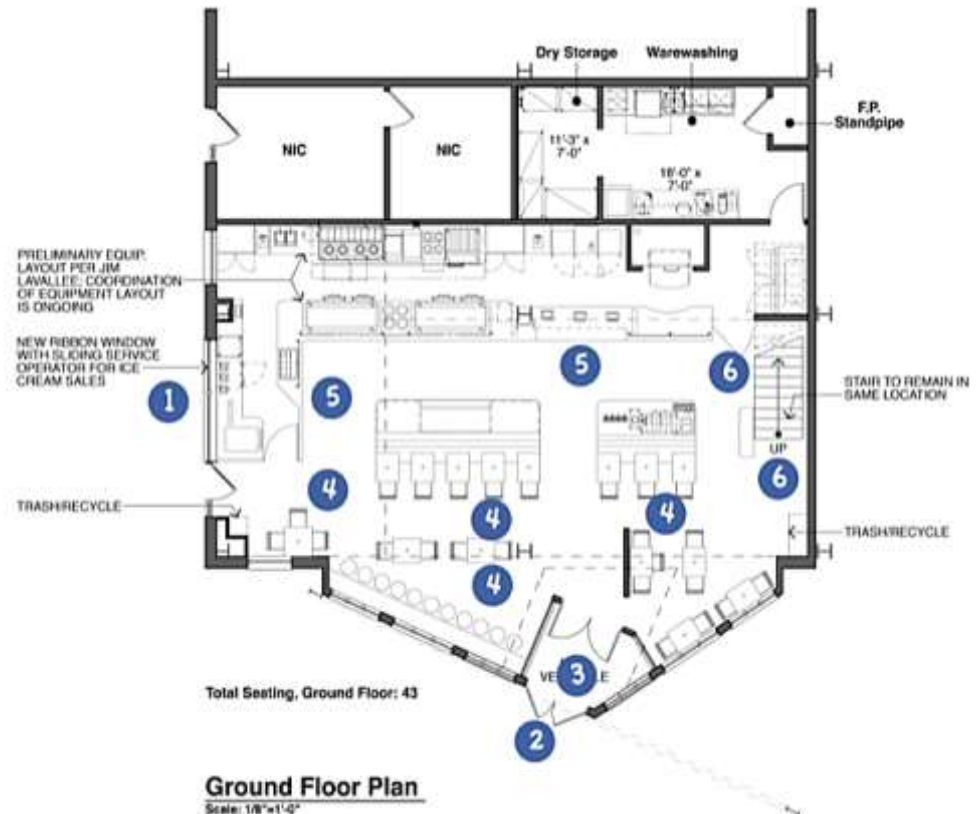 Dry Storage
Warewashing
F.P.
Standpipe
NIC
NIC
11'-3" x
7'-0"
18'-0" x
7'-0"
PRELIMINARY EQUIP.
LAYOUT PER JIM
LAVALLEE; COORDINATION
OF EQUIPMENT LAYOUT
IS ONGOING
NEW RIBBON WINDOW
WITH SLIDING SERVICE
OPERATOR FOR ICE
CREAM SALES
1
5
5
6
STAIR TO REMAIN IN
SAME LOCATION
UP
6
4
4
4
TRASH/RECYCLE
TRASH/RECYCLE
4
3
2
Total Seating, Ground Floor: 43
Ground Floor Plan
Scale: 1/8"=1'-0"